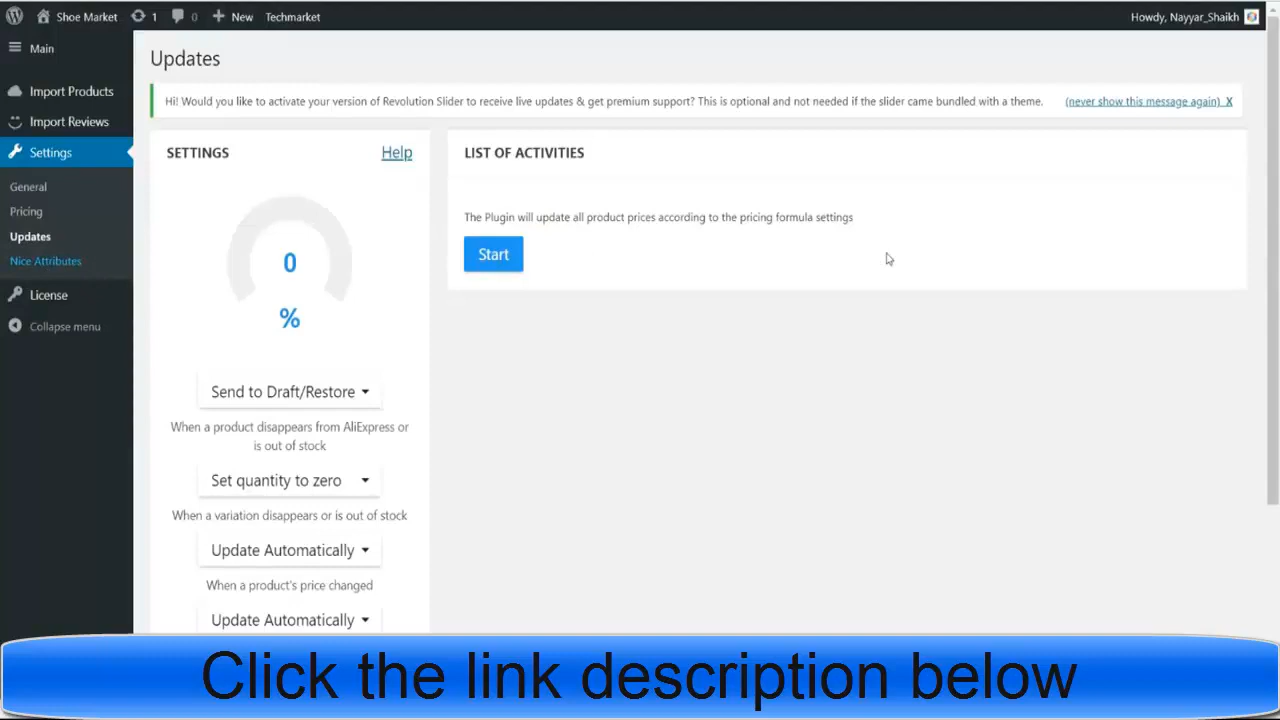 Shoe Market 1 0 New Techmarket Howdy, Nayyar_Shaikh
Main
Import Products
Import Reviews
Settings
General
Pricing
Updates
Nice Attributes
License
Collapse menu
Updates
Hi! Would you like to activate your version of Revolution Slider to receive live updates & get premium support? This is optional and not needed if the slider came bundled with a theme. (never show this message again) X
SETTINGS Help
0
%
Send to Draft/Restore
When a product disappears from AliExpress or
is out of stock
Set quantity to zero
When a variation disappears or is out of stock
Update Automatically
When a product's price changed
Update Automatically
LIST OF ACTIVITIES
The Plugin will update all product prices according to the pricing formula settings
Start
Click the link description below